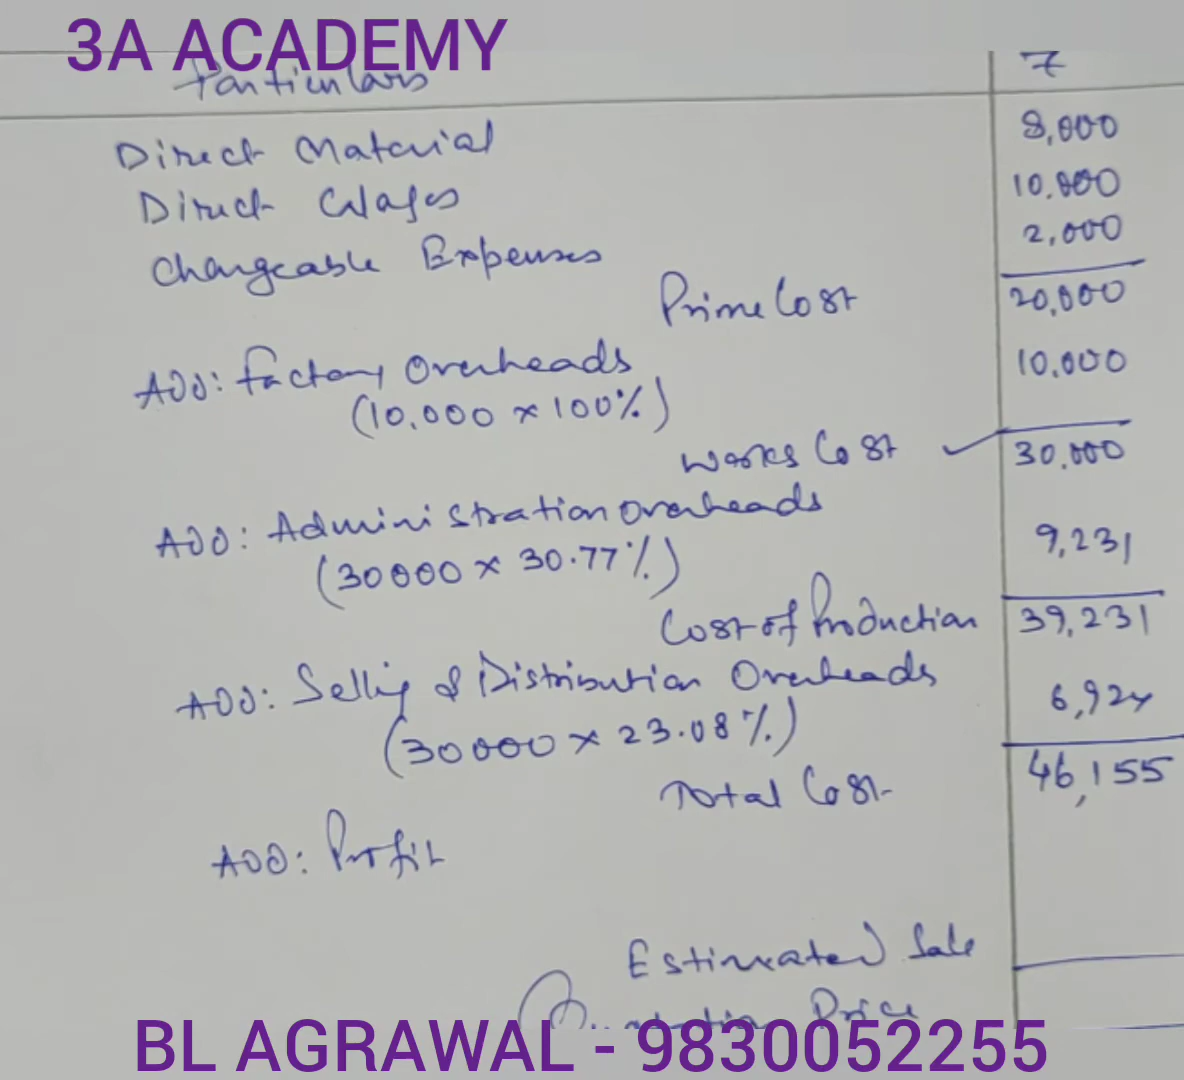 3A ACADEMY
Particulars ₹
Direct Material 8,000
Direct Wages 10,000
Chargeable Expenses 2,000
Prime Cost 20,000
Add: Factory Overheads 10,000
(10,000 × 100%)
Works Cost 30,000
Add: Administration overheads 9,231
(30000 × 30.77%)
Cost of Production 39,231
Add: Selling & Distribution Overheads 6,924
(30000 × 23.08%)
Total Cost 46,155
Add: Profit
Estimated Sale
Quotation Price
BL AGRAWAL - 9830052255